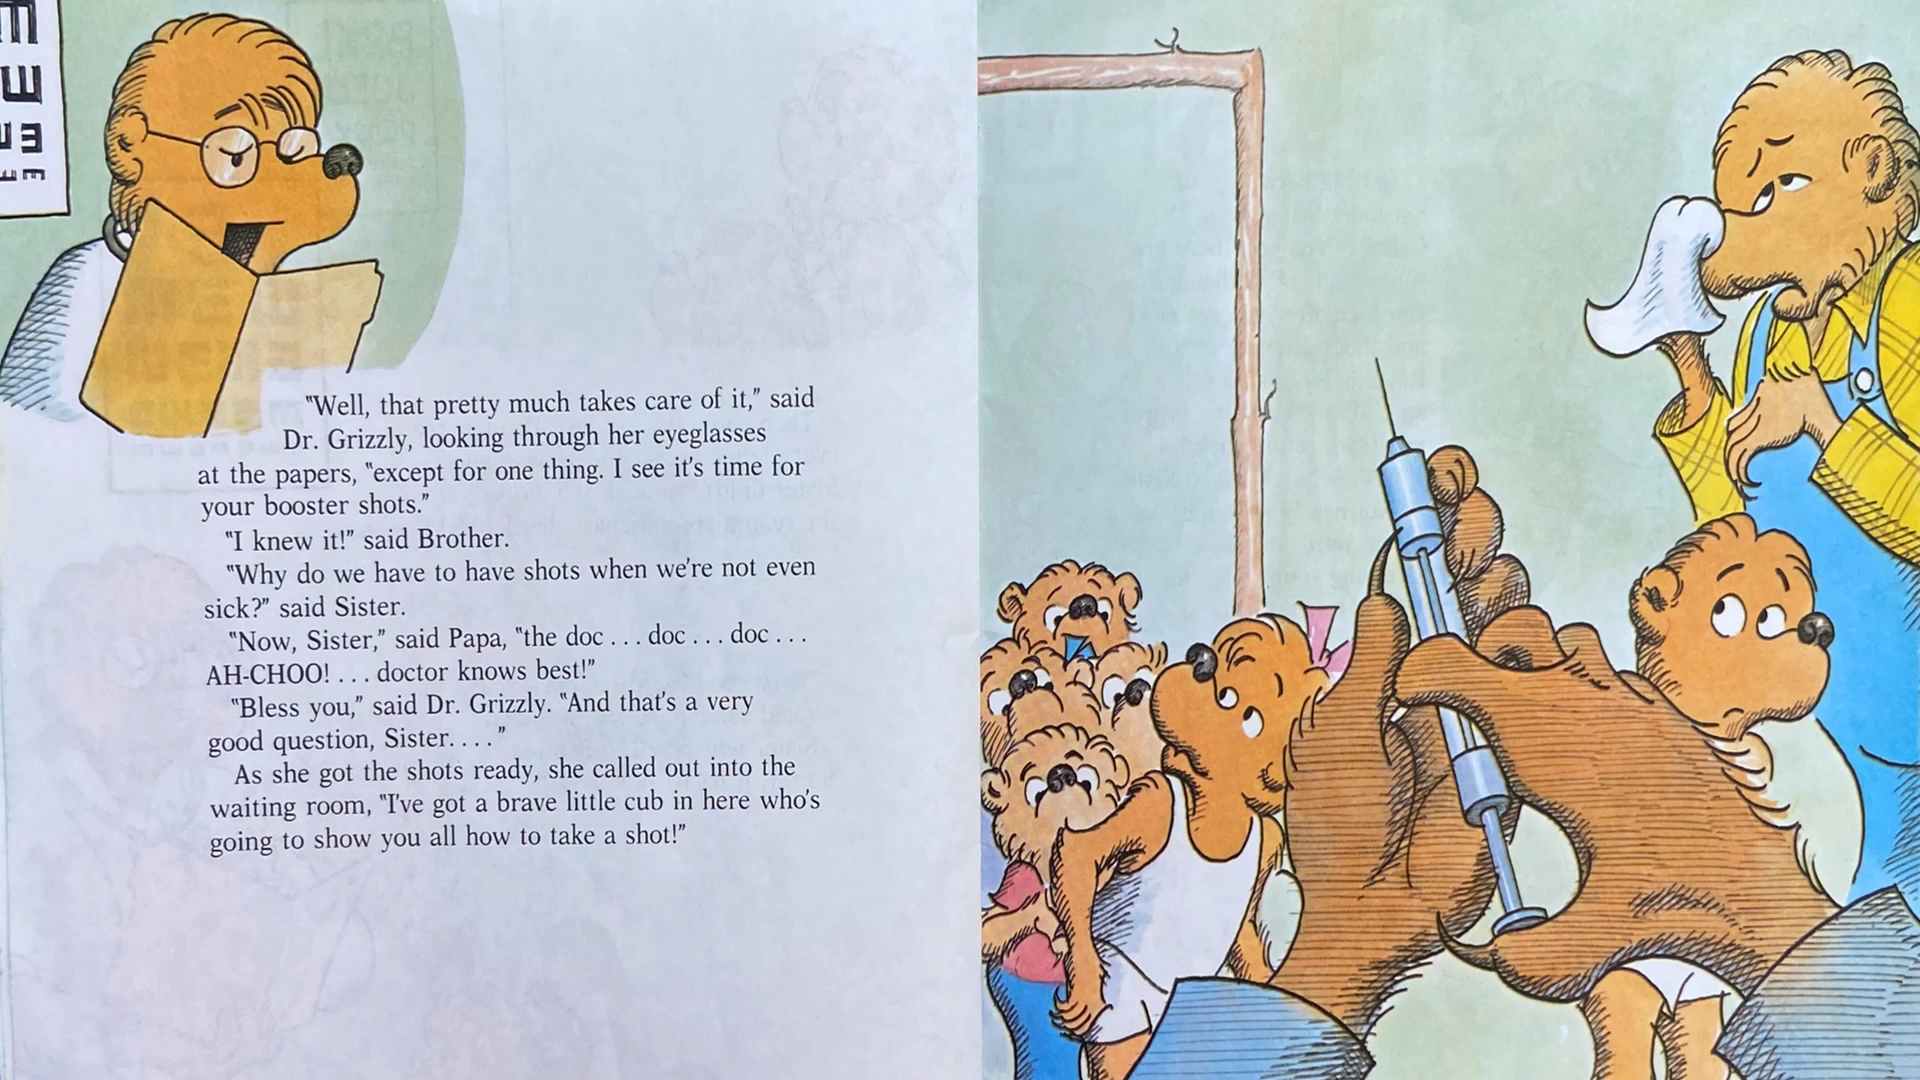 E
E
E
E
"Well, that pretty much takes care of it," said
Dr. Grizzly, looking through her eyeglasses
at the papers, "except for one thing. I see it's time for
your booster shots."
"I knew it!" said Brother.
"Why do we have to have shots when we're not even
sick?" said Sister.
"Now, Sister," said Papa, "the doc . . . doc . . . doc . . .
AH-CHOO! . . . doctor knows best!"
"Bless you," said Dr. Grizzly. "And that's a very
good question, Sister. . . . "
As she got the shots ready, she called out into the
waiting room, "I've got a brave little cub in here who's
going to show you all how to take a shot!"